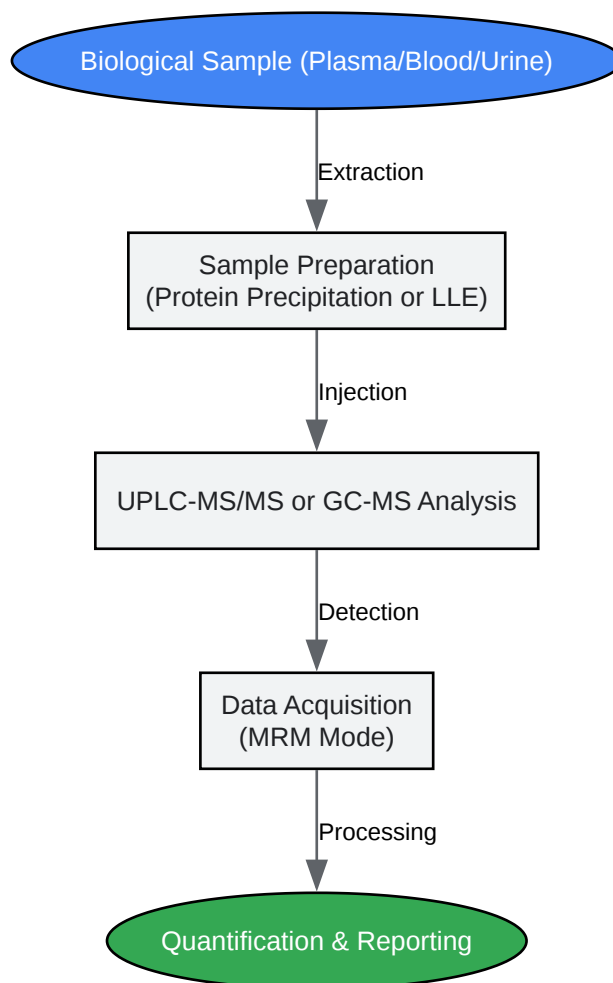 Biological Sample (Plasma/Blood/Urine)
Extraction
Sample Preparation
(Protein Precipitation or LLE)
Injection
UPLC-MS/MS or GC-MS Analysis
Detection
Data Acquisition
(MRM Mode)
Processing
Quantification & Reporting